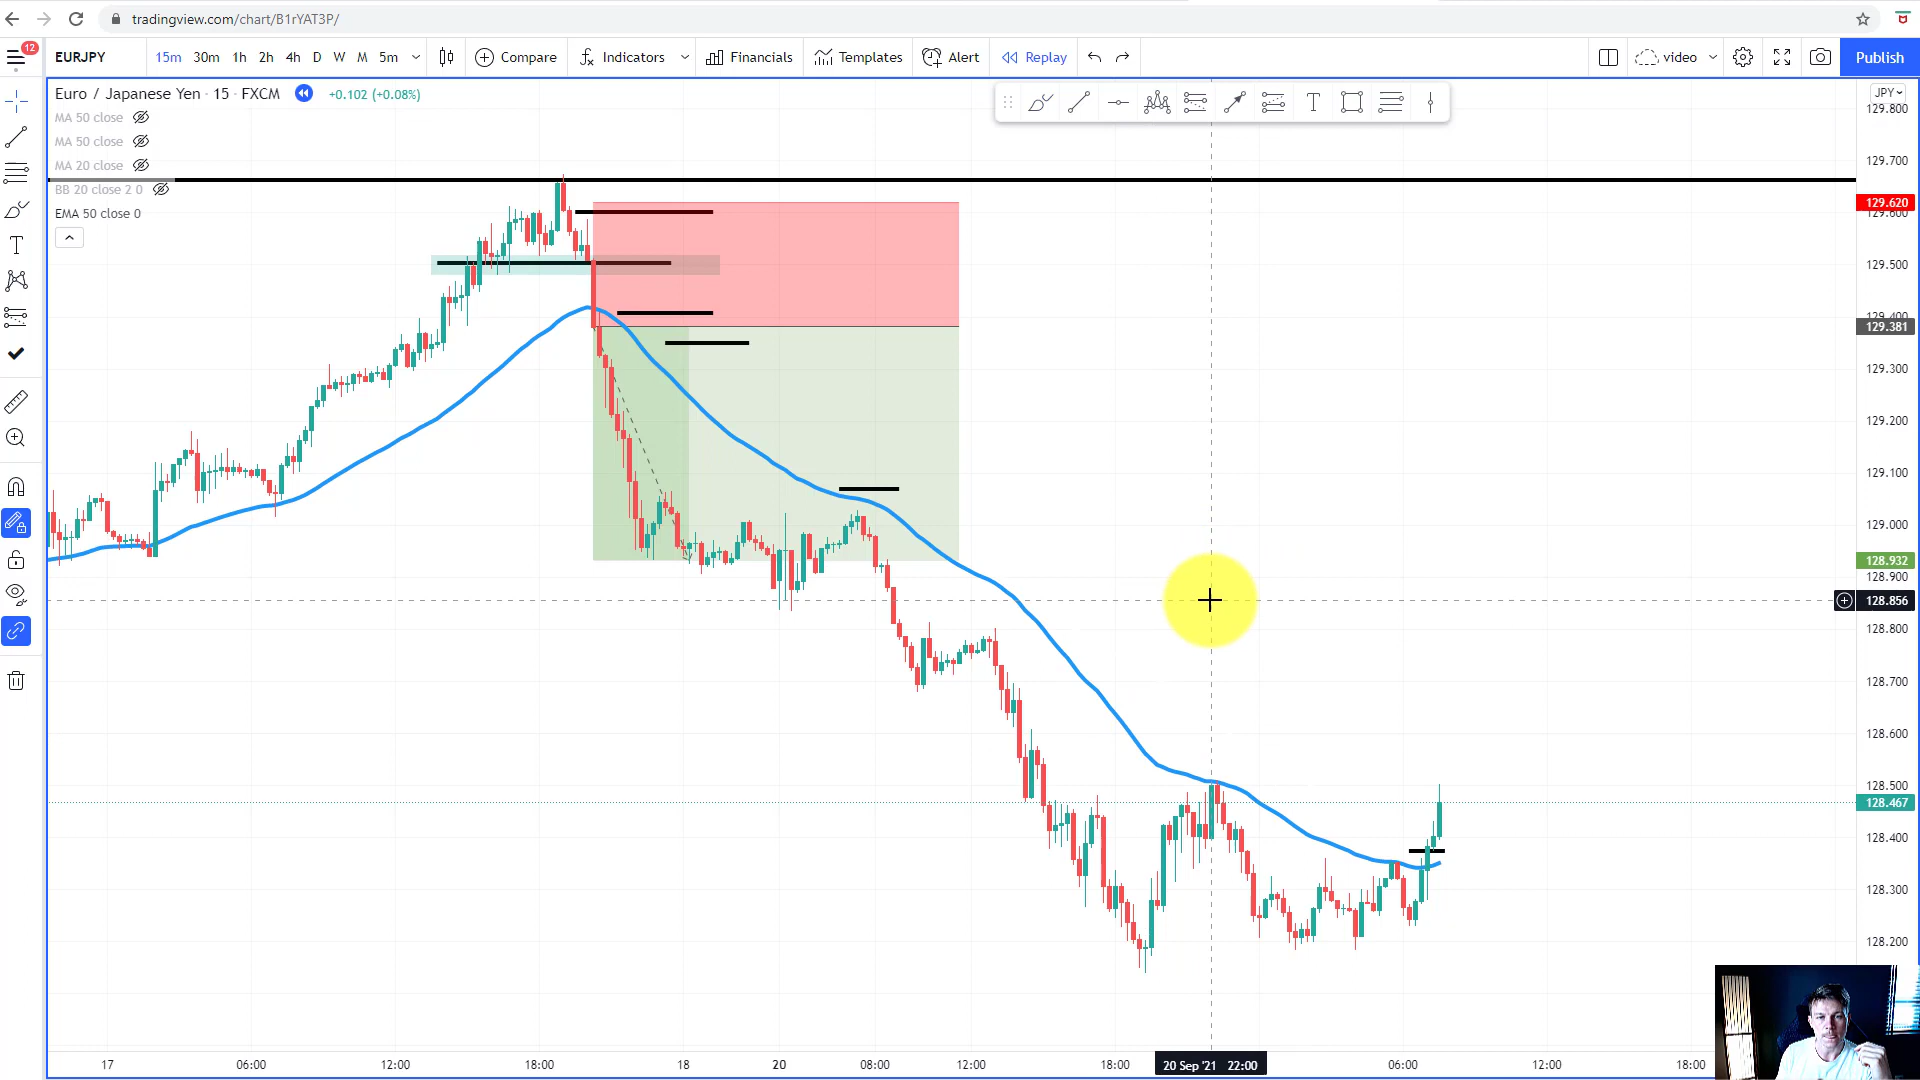 tradingview.com/chart/B1rYAT3P/
12
EURJPY 15m 30m 1h 2h 4h D W M 5m Compare Indicators Financials Templates Alert Replay video Publish
Euro / Japanese Yen · 15 · FXCM +0.102 (+0.08%)
MA 50 close
MA 50 close
MA 20 close
BB 20 close 2 0
EMA 50 close 0
T
T
JPY
129.800
129.700
129.620
129.600
129.500
129.400
129.381
129.300
129.200
129.100
129.000
128.932
128.900
128.856
128.800
128.700
128.600
128.500
128.467
128.400
128.300
128.200
17 06:00 12:00 18:00 18 20 08:00 12:00 18:00 20 Sep '21 22:00 06:00 12:00 18:00